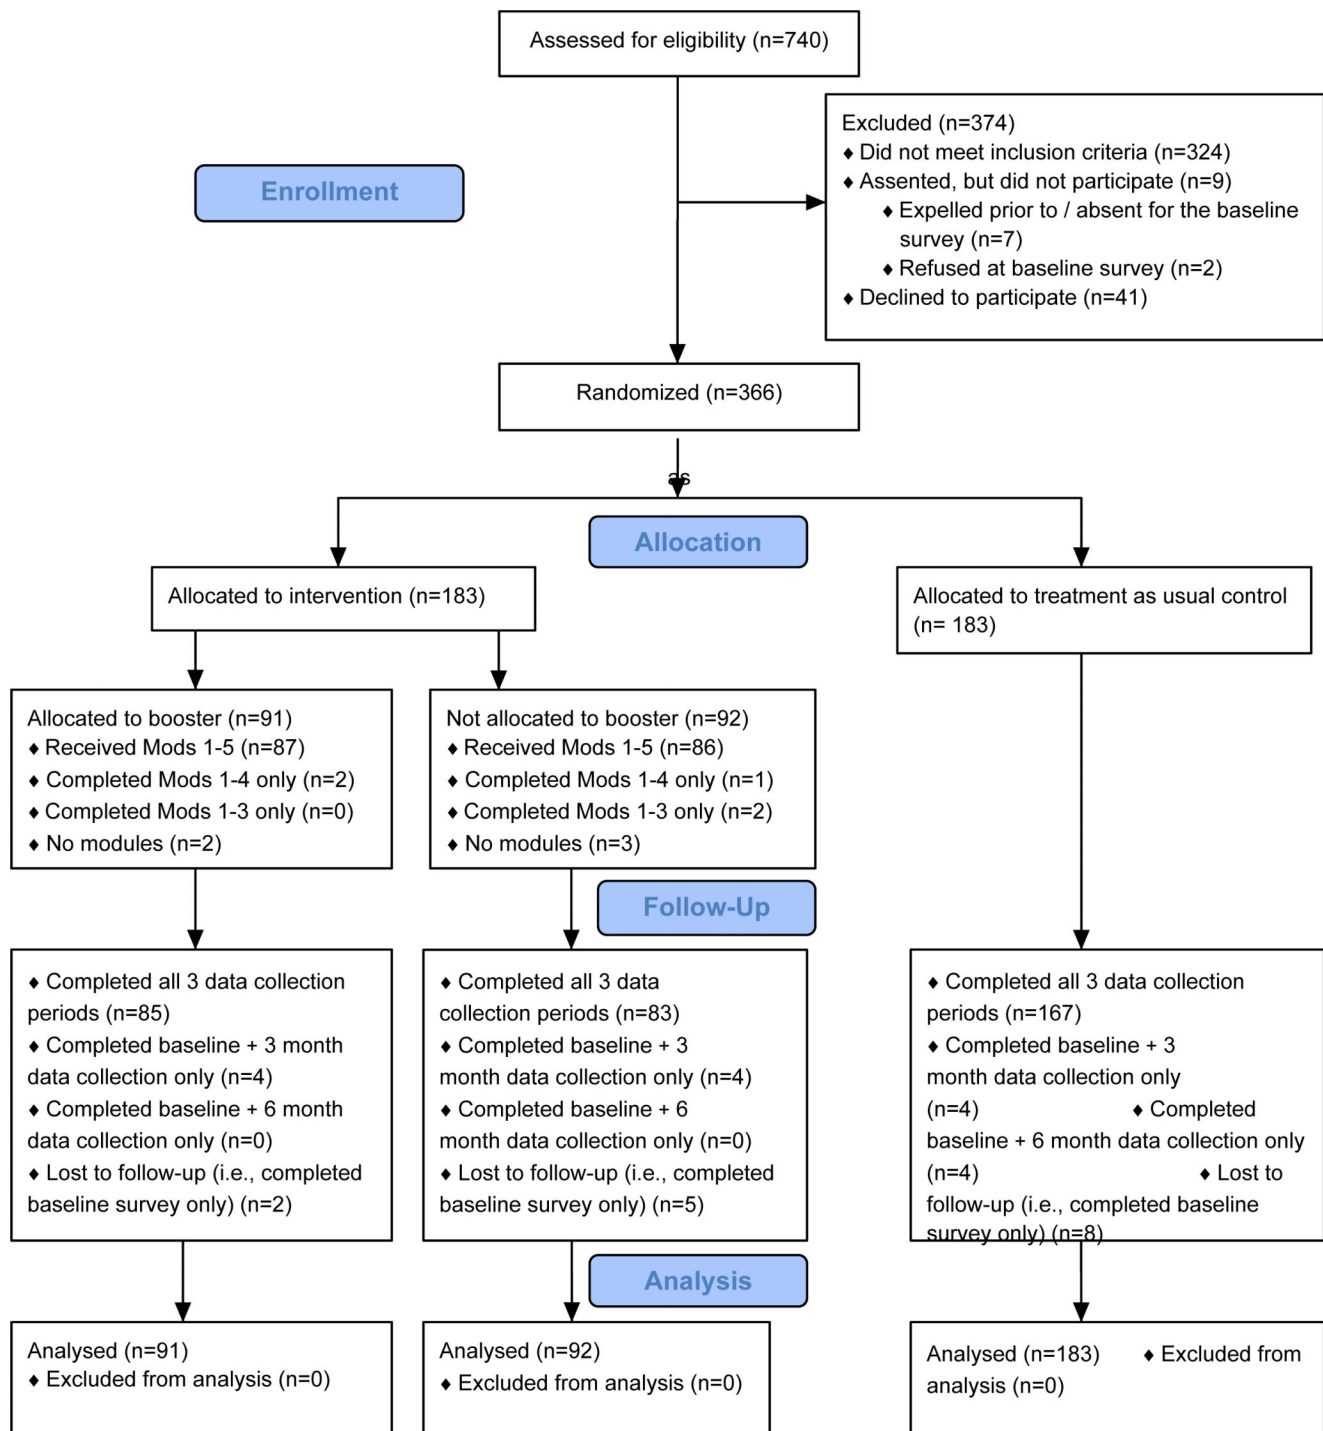 Assessed for eligibility (n=740)
Excluded (n=374)
♦ Did not meet inclusion criteria (n=324)
♦ Assented, but did not participate (n=9)
♦ Expelled prior to / absent for the baseline
survey (n=7)
♦ Refused at baseline survey (n=2)
♦ Declined to participate (n=41)
Enrollment
Randomized (n=366)
as
Allocation
Allocated to intervention (n=183)
Allocated to treatment as usual control
(n= 183)
Allocated to booster (n=91)
♦ Received Mods 1-5 (n=87)
♦ Completed Mods 1-4 only (n=2)
♦ Completed Mods 1-3 only (n=0)
♦ No modules (n=2)
Not allocated to booster (n=92)
♦ Received Mods 1-5 (n=86)
♦ Completed Mods 1-4 only (n=1)
♦ Completed Mods 1-3 only (n=2)
♦ No modules (n=3)
Follow-Up
♦ Completed all 3 data collection
periods (n=85)
♦ Completed baseline + 3 month
data collection only (n=4)
♦ Completed baseline + 6 month
data collection only (n=0)
♦ Lost to follow-up (i.e., completed
baseline survey only) (n=2)
♦ Completed all 3 data
collection periods (n=83)
♦ Completed baseline + 3
month data collection only (n=4)
♦ Completed baseline + 6
month data collection only (n=0)
♦ Lost to follow-up (i.e., completed
baseline survey only) (n=5)
♦ Completed all 3 data collection
periods (n=167)
♦ Completed baseline + 3
month data collection only
(n=4) ♦ Completed
baseline + 6 month data collection only
(n=4) ♦ Lost to
follow-up (i.e., completed baseline
survey only) (n=8)
Analysis
Analysed (n=91)
♦ Excluded from analysis (n=0)
Analysed (n=92)
♦ Excluded from analysis (n=0)
Analysed (n=183) ♦ Excluded from
analysis (n=0)